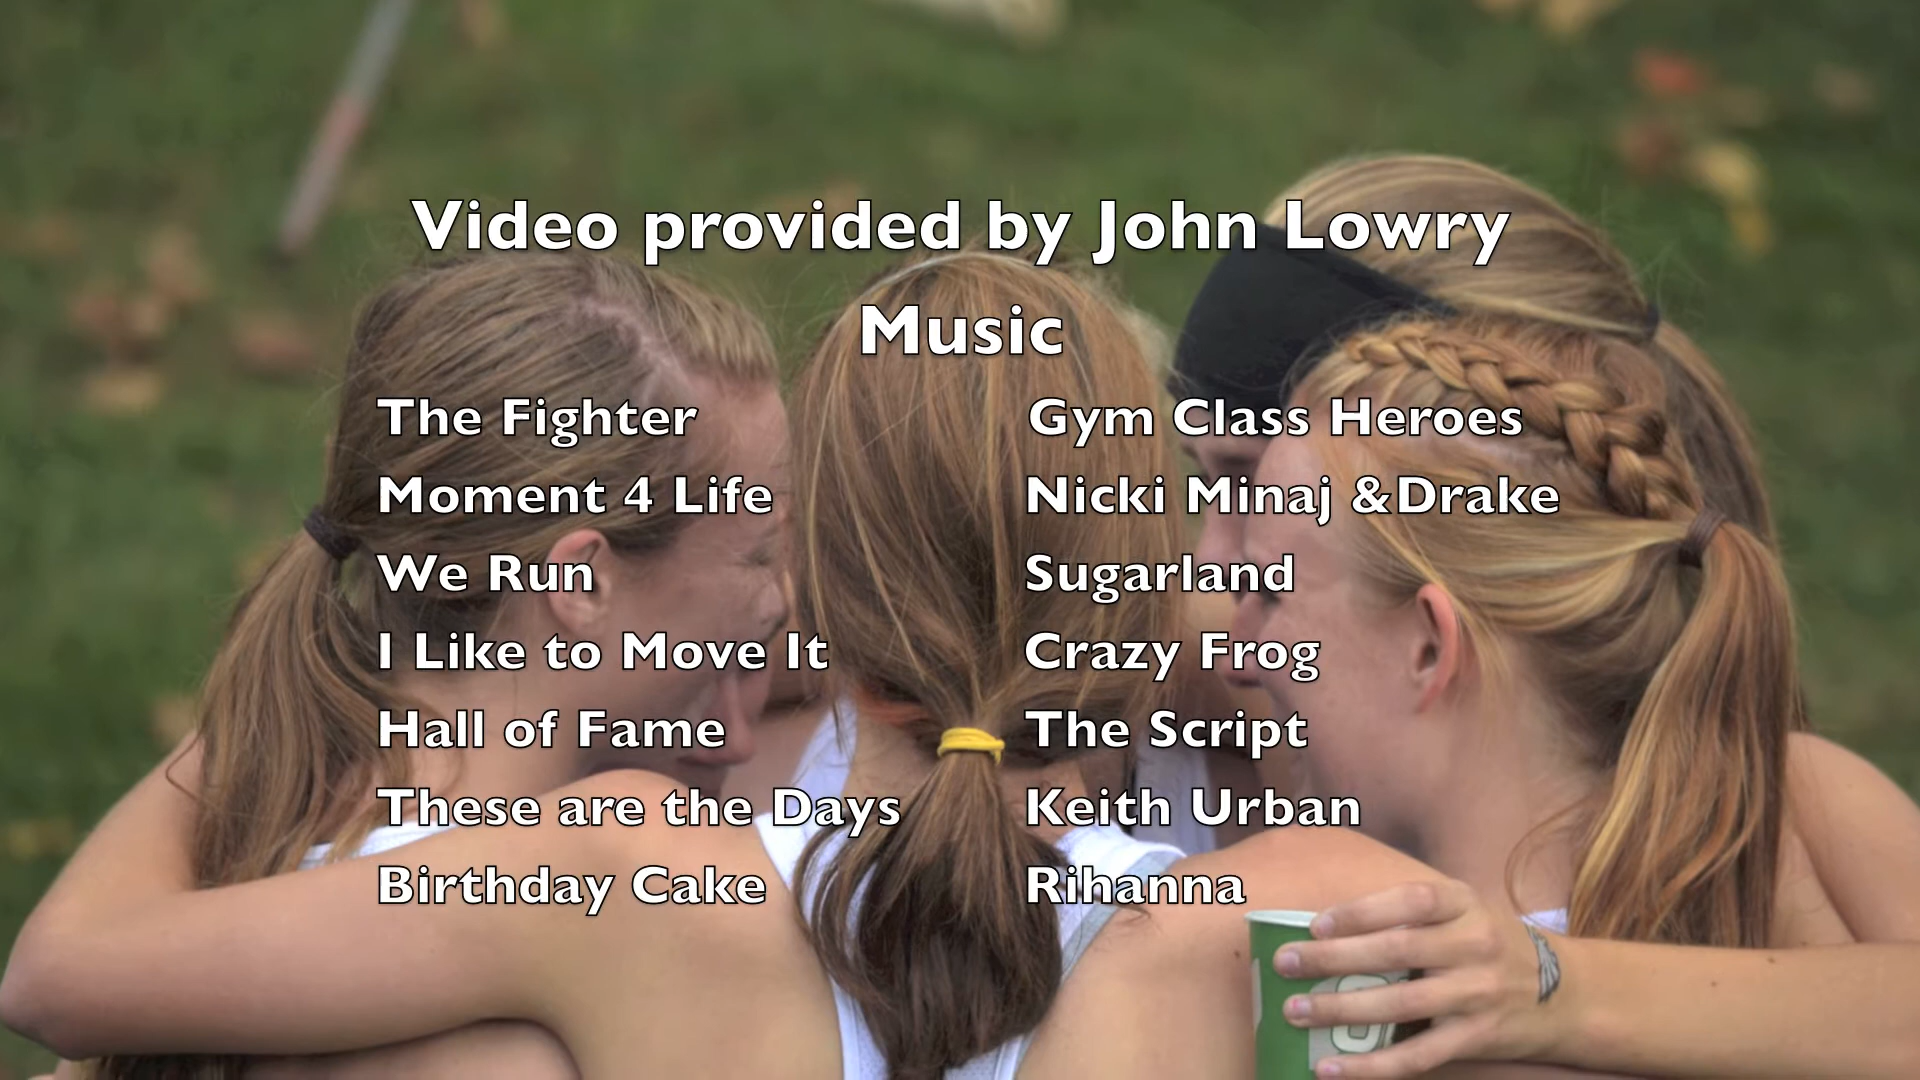 Video provided by John Lowry
Music
The Fighter Gym Class Heroes
Moment 4 Life Nicki Minaj &Drake
We Run Sugarland
I Like to Move It Crazy Frog
Hall of Fame The Script
These are the Days Keith Urban
Birthday Cake Rihanna